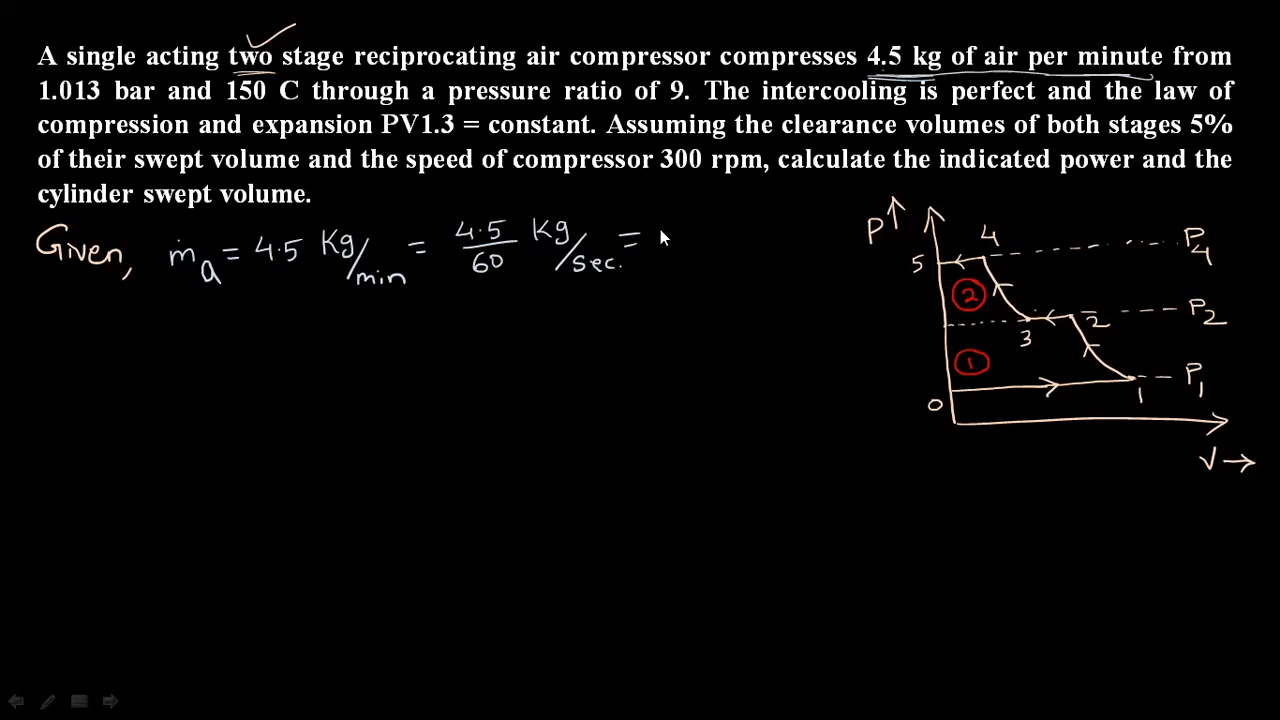 A single acting two stage reciprocating air compressor compresses 4.5 kg of air per minute from
1.013 bar and 150 C through a pressure ratio of 9. The intercooling is perfect and the law of
compression and expansion PV1.3 = constant. Assuming the clearance volumes of both stages 5%
of their swept volume and the speed of compressor 300 rpm, calculate the indicated power and the
cylinder swept volume.
Given, ṁa = 4.5 Kg/min = 4.5/60 Kg/sec. =
P↑
5 4 P4
2
3 2 P2
1
0 1 P1
V→